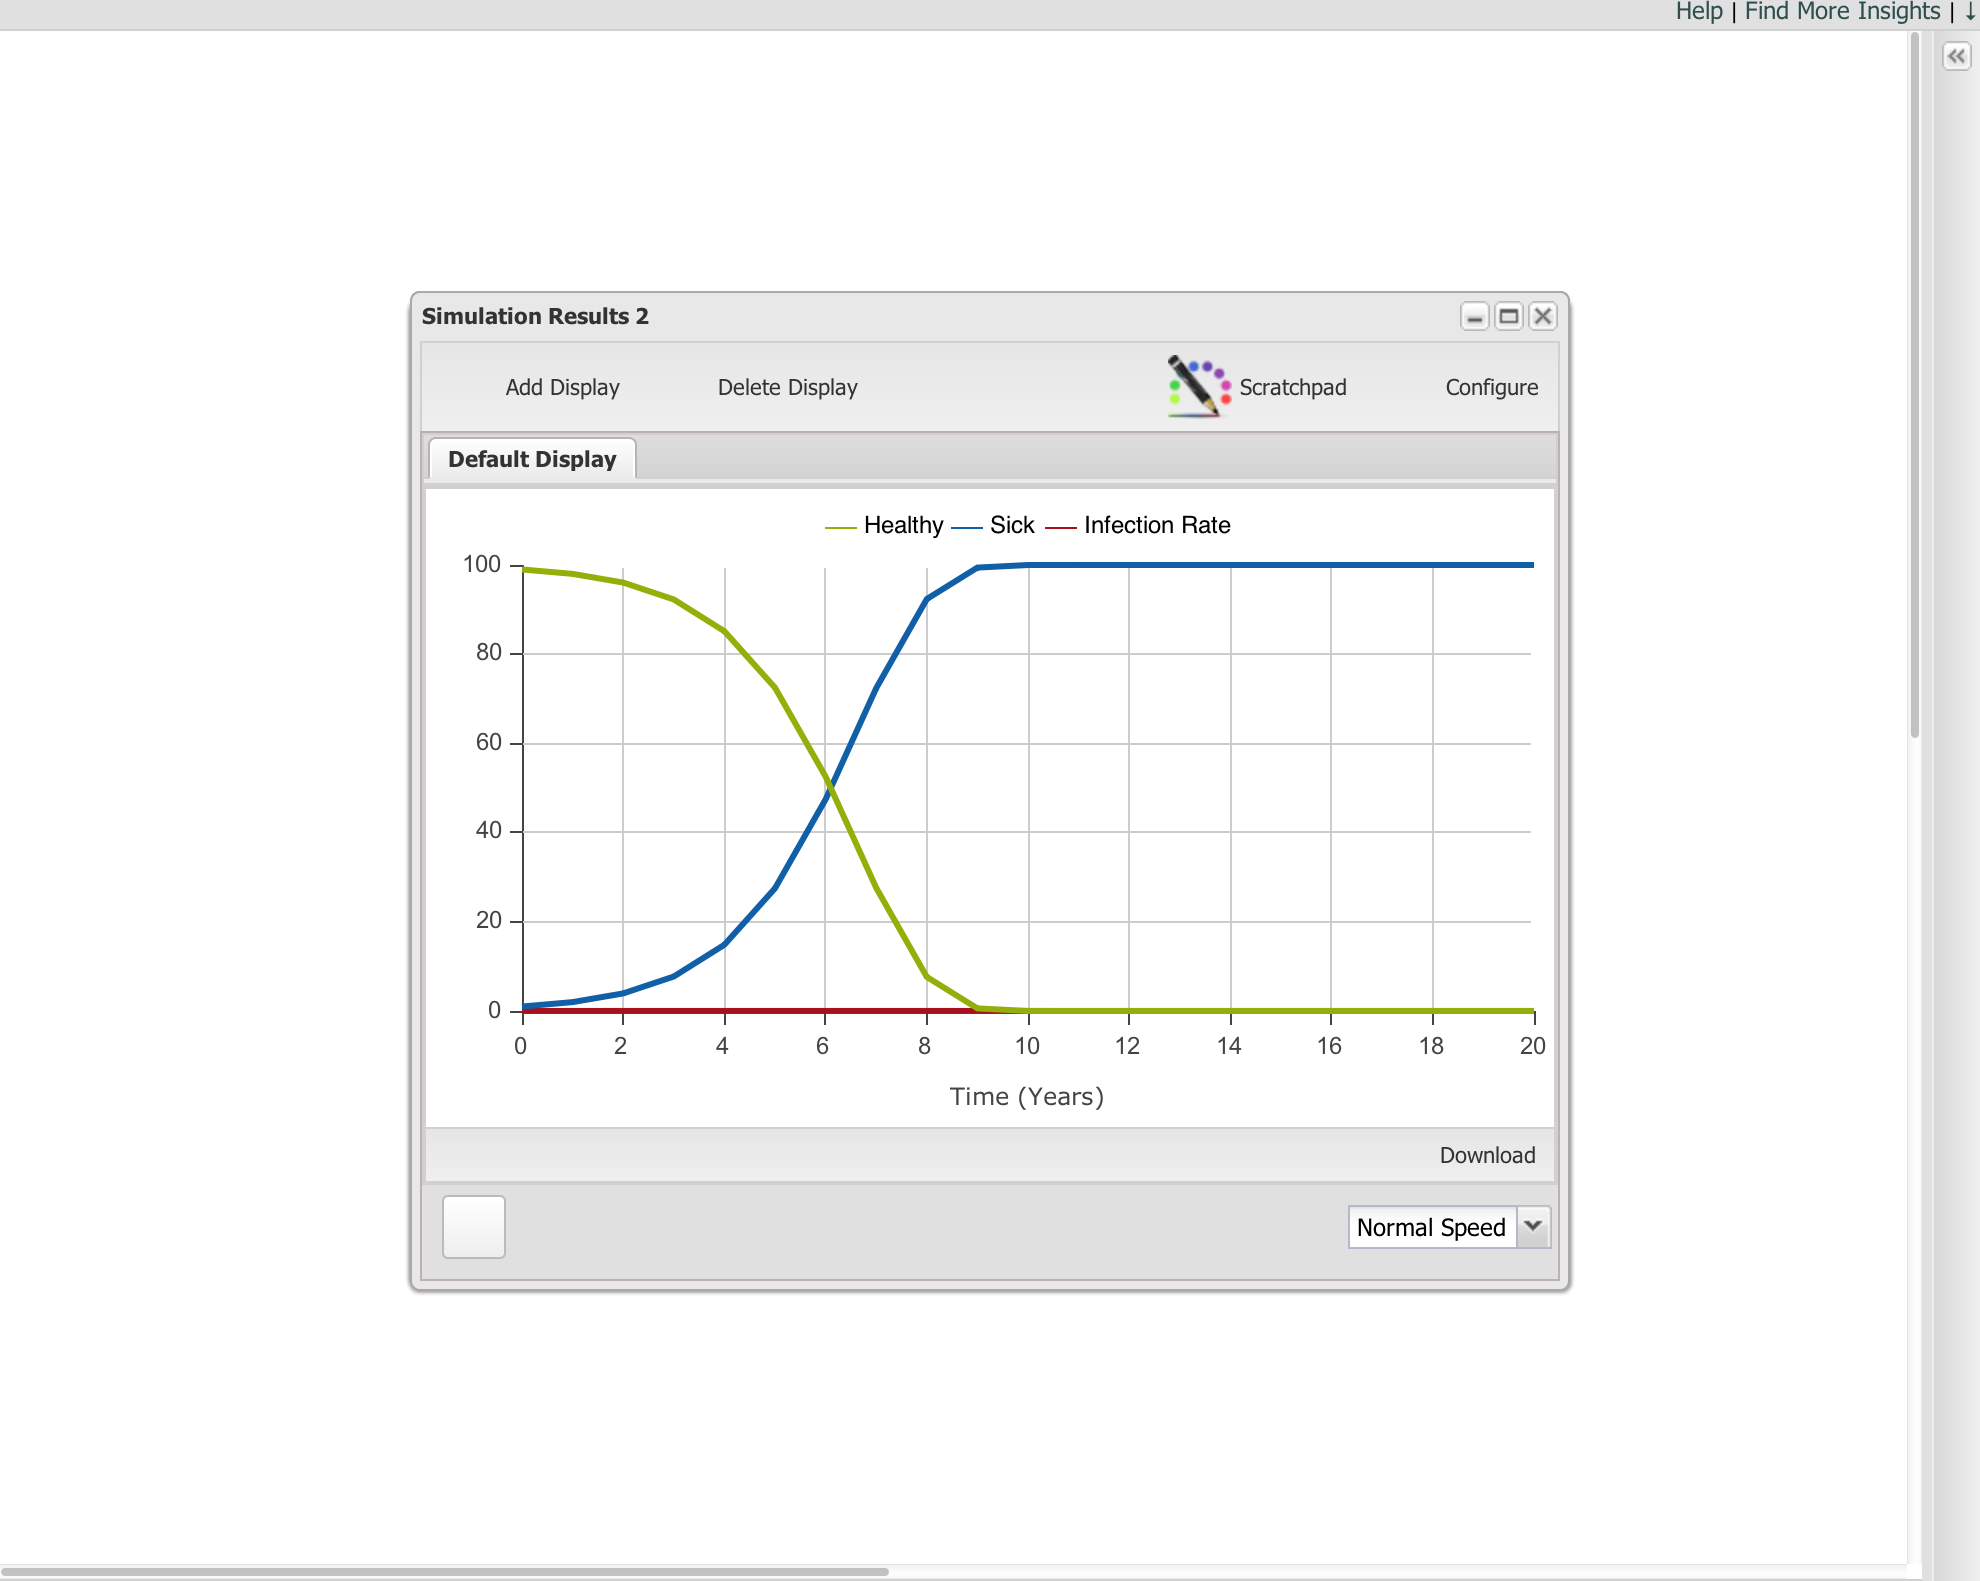 Help | Find More Insights | ↓
Simulation Results 2
Add Display Delete Display Scratchpad Configure
Default Display
Healthy Sick Infection Rate
100
80
60
40
20
0
0 2 4 6 8 10 12 14 16 18 20
Time (Years)
Download
Normal Speed